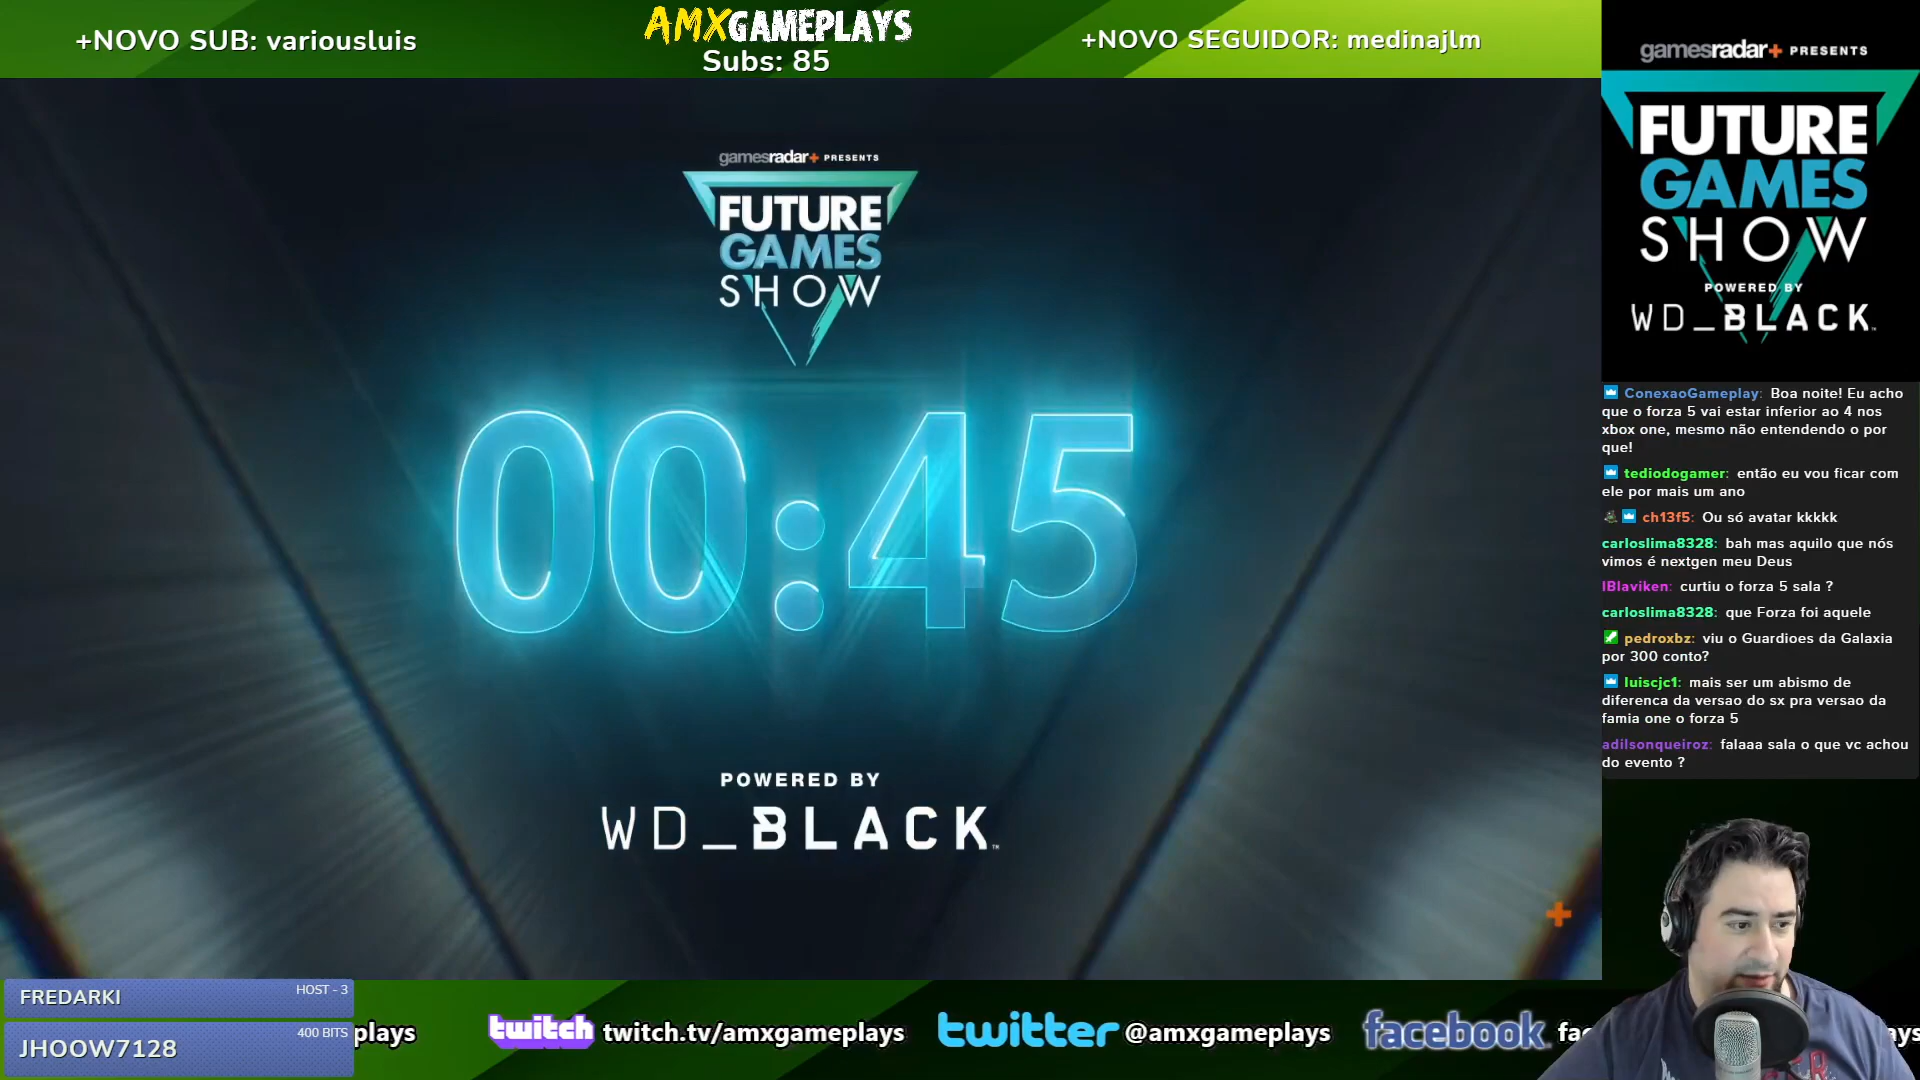 +NOVO SUB: variousluis
AMXGAMEPLAYS
Subs: 85
+NOVO SEGUIDOR: medinajlm
gamesradar+ PRESENTS
FUTURE
GAMES
SHOW
00:45
POWERED BY
WD_BLACK™
gamesradar+ PRESENTS
FUTURE
GAMES
SHOW
POWERED BY
WD_BLACK™
ConexaoGameplay: Boa noite! Eu acho
que o forza 5 vai estar inferior ao 4 nos
xbox one, mesmo não entendendo o por
que!
tediodogamer: então eu vou ficar com
ele por mais um ano
ch13f5: Ou só avatar kkkkk
carloslima8328: bah mas aquilo que nós
vimos é nextgen meu Deus
IBlaviken: curtiu o forza 5 sala ?
carloslima8328: que Forza foi aquele
pedroxbz: viu o Guardioes da Galaxia
por 300 conto?
luiscjc1: mais ser um abismo de
diferenca da versao do sx pra versao da
famia one o forza 5
adilsonqueiroz: falaaa sala o que vc achou
do evento ?
FREDARKI
HOST - 3
JHOOW7128
400 BITS
plays
twitch twitch.tv/amxgameplays
twitter @amxgameplays
facebook